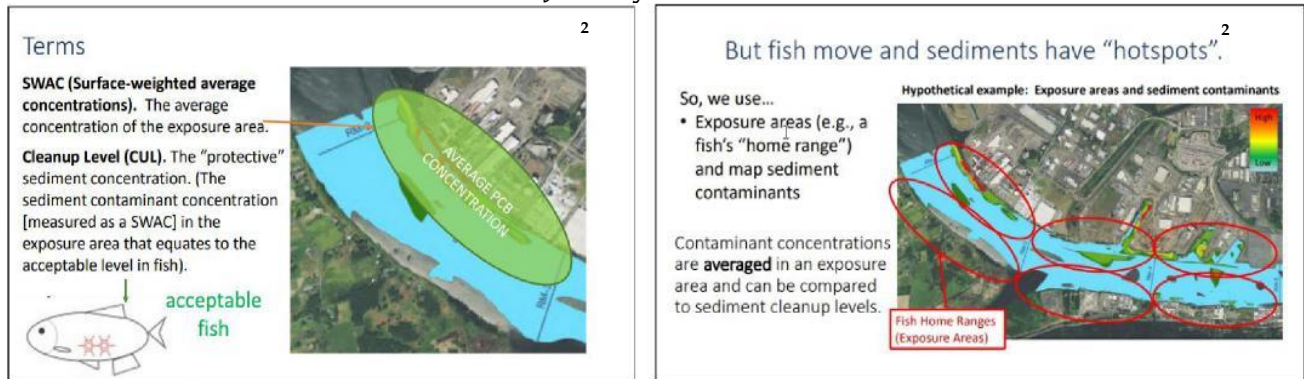 2
Terms
SWAC (Surface-weighted average
concentrations). The average
concentration of the exposure area.
Cleanup Level (CUL). The “protective”
sediment concentration. (The
sediment contaminant concentration
[measured as a SWAC] in the
exposure area that equates to the
acceptable level in fish).
acceptable
fish
AVERAGE PCB
CONCENTRATION
2
But fish move and sediments have “hotspots”.
So, we use...
• Exposure areas (e.g., a
fish’s “home range”)
and map sediment
contaminants
Contaminant concentrations
are averaged in an exposure
area and can be compared
to sediment cleanup levels.
Hypothetical example: Exposure areas and sediment contaminants
High
Low
Fish Home Ranges
(Exposure Areas)